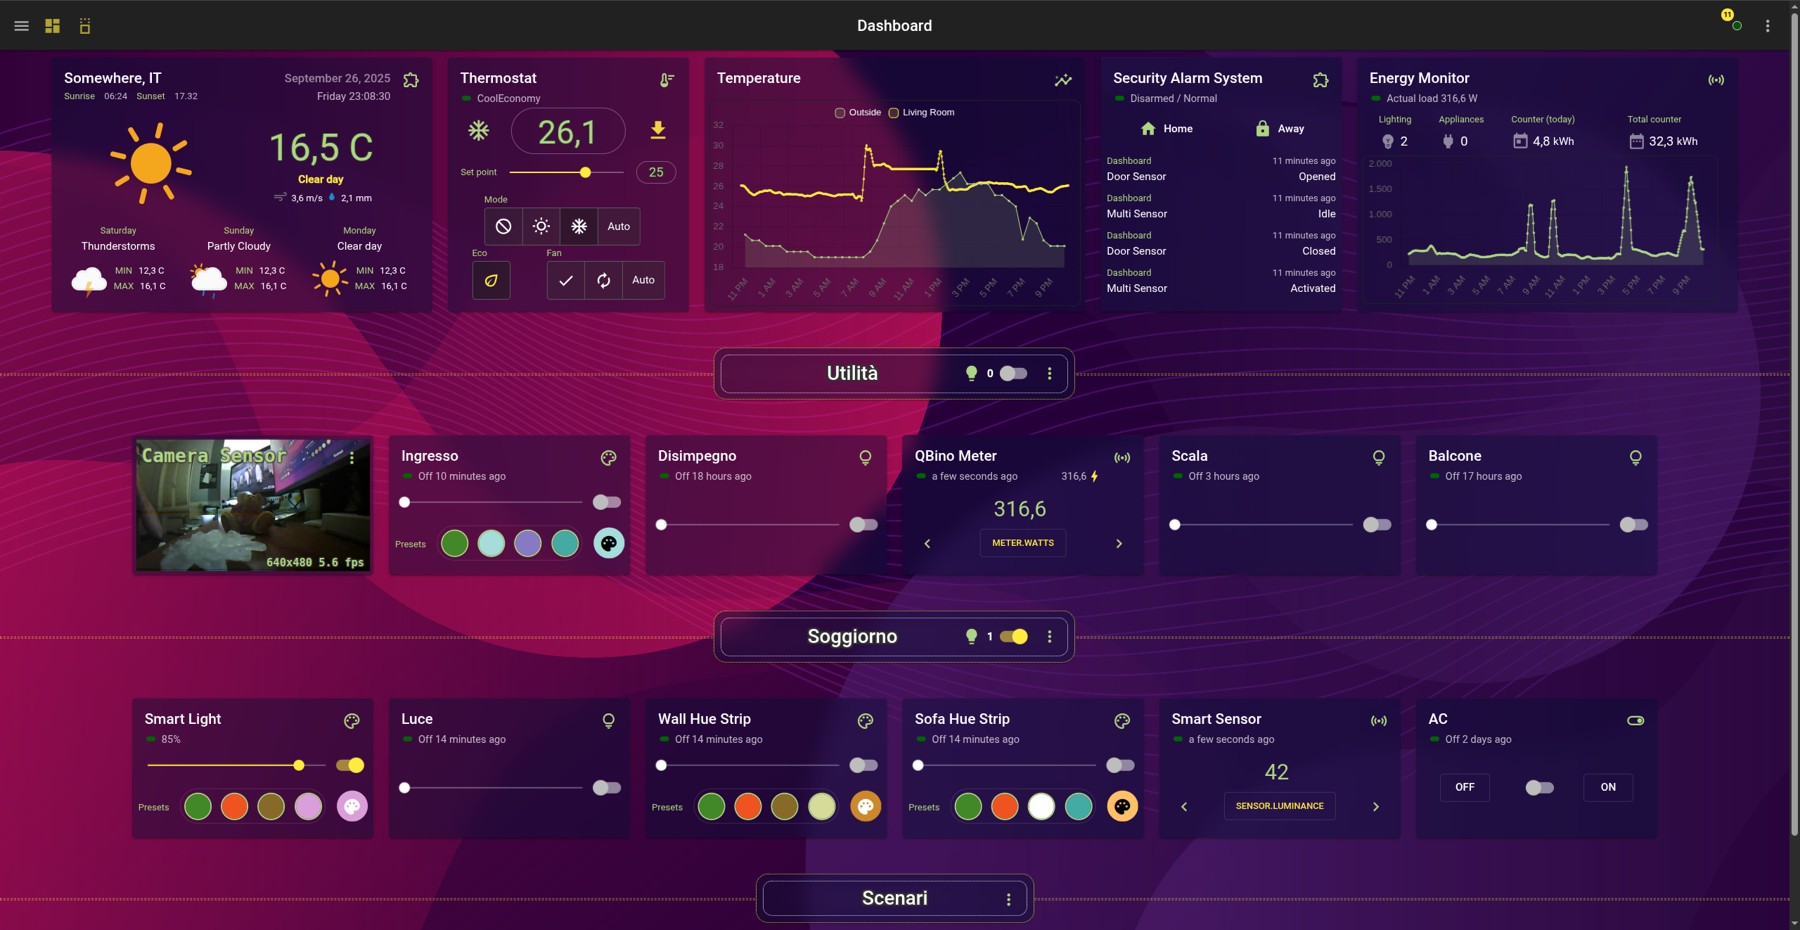 11
Dashboard
Somewhere, IT
September 26, 2025
Sunrise 06:24 Sunset 17.32
Friday 23:08:30
16,5 C
Clear day
3,6 m/s 2,1 mm
Saturday Sunday Monday
Thunderstorms Partly Cloudy Clear day
MIN 12,3 C MIN 12,3 C MIN 12,3 C
MAX 16,1 C MAX 16,1 C MAX 16,1 C
Thermostat
CoolEconomy
26,1
Set point 25
Mode
Auto
Eco Fan
Auto
Temperature
Outside Living Room
32
30
28
26
24
22
20
18
11 PM 1 AM 3 AM 5 AM 7 AM 9 AM 11 AM 1 PM 3 PM 5 PM 7 PM 9 PM
Security Alarm System
Disarmed / Normal
Home Away
Dashboard 11 minutes ago
Door Sensor Opened
Dashboard 11 minutes ago
Multi Sensor Idle
Dashboard 11 minutes ago
Door Sensor Closed
Dashboard 11 minutes ago
Multi Sensor Activated
Energy Monitor
Actual load 316,6 W
Lighting Appliances Counter (today) Total counter
2 0 4,8 kWh 32,3 kWh
2.000
1.500
1.000
500
0
11 PM 1 AM 3 AM 5 AM 7 AM 9 AM 11 AM 1 PM 3 PM 5 PM 7 PM 9 PM
Utilità 0
Camera Sensor
640x480 5.6 fps
Ingresso
Off 10 minutes ago
Presets
Disimpegno
Off 18 hours ago
QBino Meter
a few seconds ago 316,6
316,6
METER.WATTS
Scala
Off 3 hours ago
Balcone
Off 17 hours ago
Soggiorno 1
Smart Light
85%
Presets
Luce
Off 14 minutes ago
Wall Hue Strip
Off 14 minutes ago
Presets
Sofa Hue Strip
Off 14 minutes ago
Presets
Smart Sensor
a few seconds ago
42
SENSOR.LUMINANCE
AC
Off 2 days ago
OFF ON
Scenari